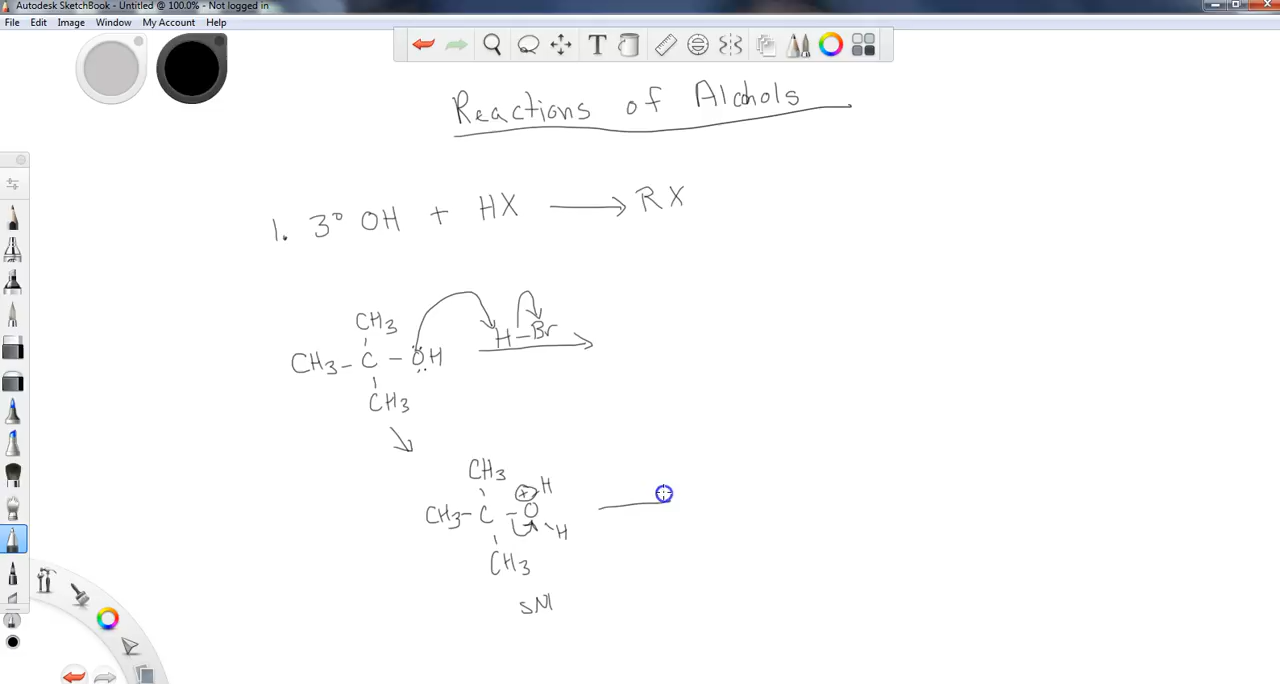 Autodesk SketchBook - Untitled @ 100.0% - Not logged in
File Edit Image Window My Account Help
T
Reactions of Alcohols
1. 3° OH + HX → RX
CH3
H-Br
CH3-C-ÖH
CH3
CH3 + H
CH3-C-O
H
CH3
SN1